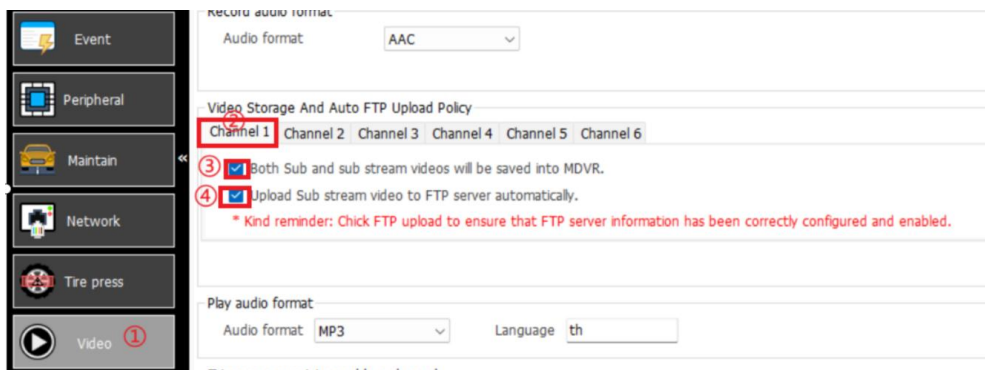 Record audio format
Event
Audio format AAC
Peripheral
Video Storage And Auto FTP Upload Policy
②
Channel 1 Channel 2 Channel 3 Channel 4 Channel 5 Channel 6
Maintain «
③ Both Sub and sub stream videos will be saved into MDVR.
④ Upload Sub stream video to FTP server automatically.
Network
* Kind reminder: Chick FTP upload to ensure that FTP server information has been correctly configured and enabled.
Tire press
Play audio format
Audio format MP3 Language th
Video ①